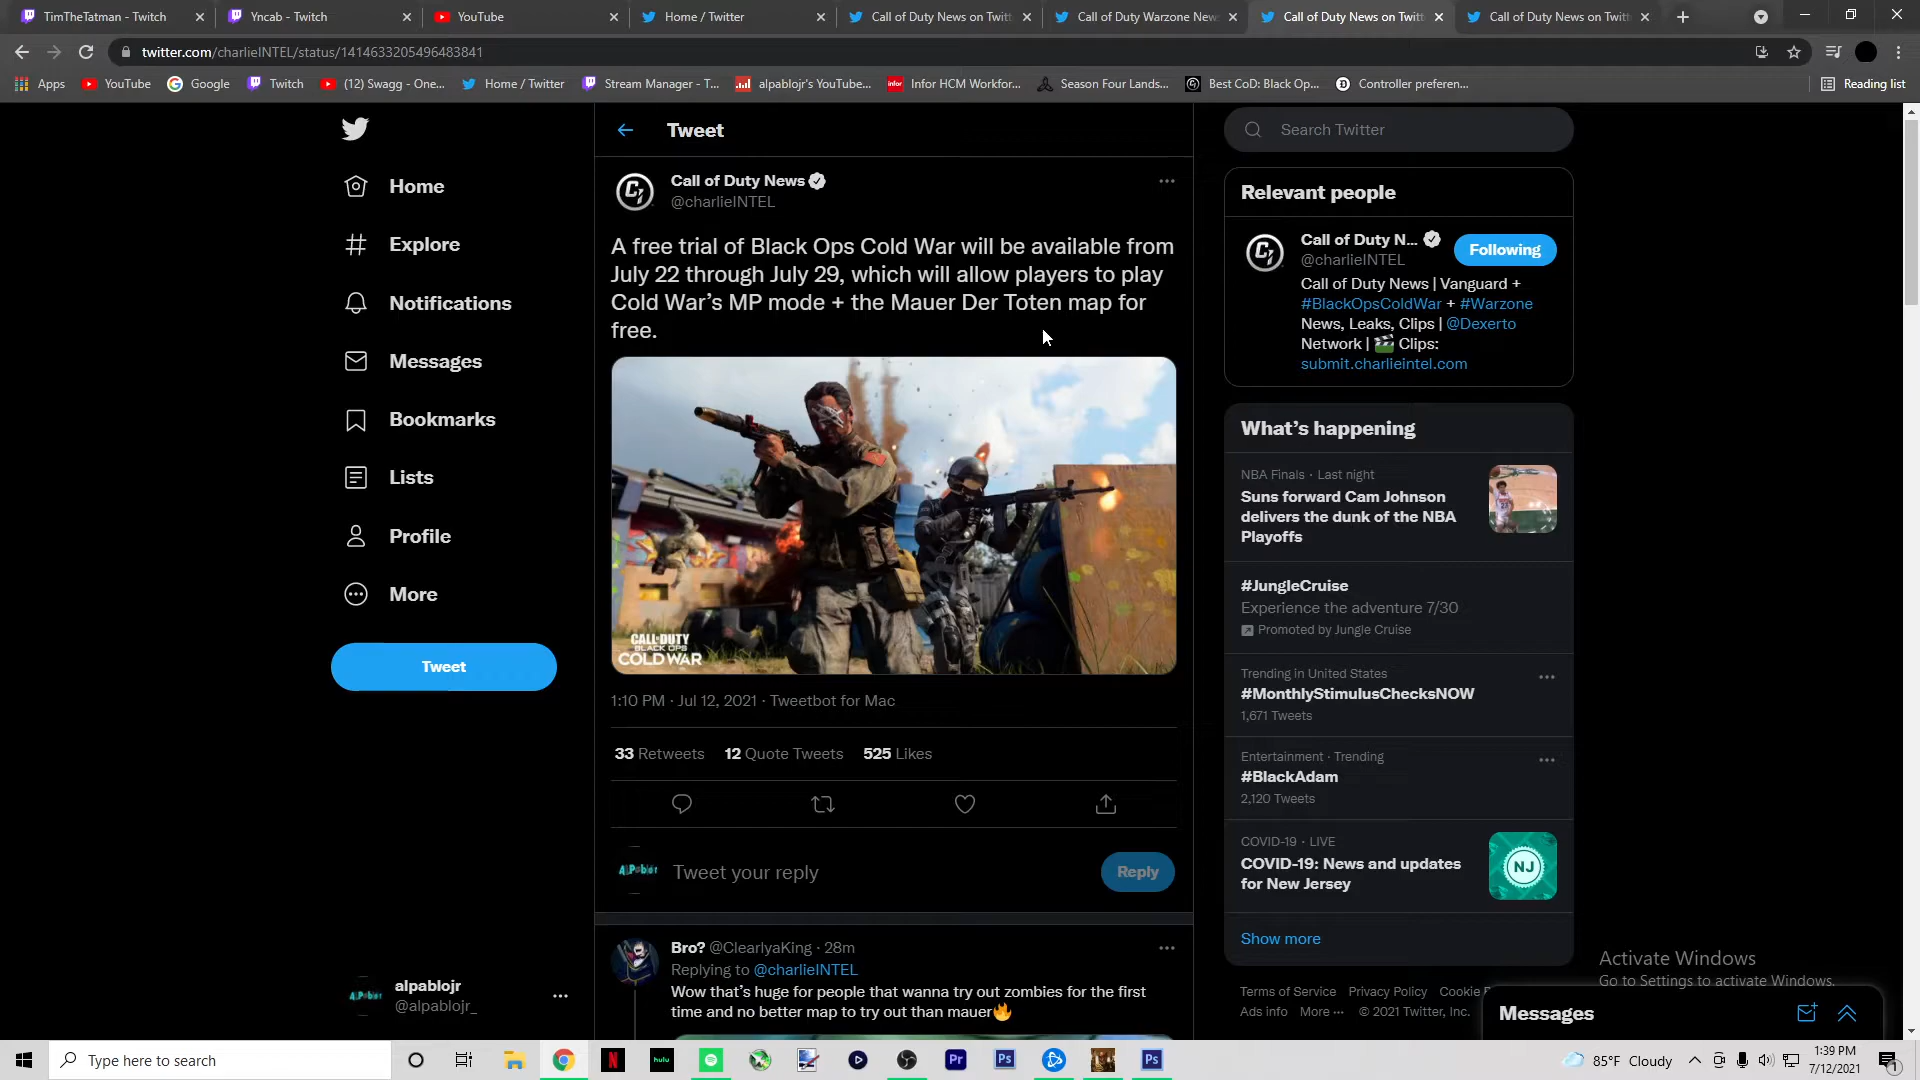 TimTheTatman - Twitch
Yncab - Twitch
YouTube
Home / Twitter
Call of Duty News on Twitt
Call of Duty Warzone News
Call of Duty News on Twitt
Call of Duty News on Twitt
twitter.com/charlieINTEL/status/1414633205496483841
Apps
YouTube
Google
Twitch
(12) Swagg - One...
Home / Twitter
Stream Manager - T...
alpablojr's YouTube...
Infor HCM Workfor...
Season Four Lands...
Best CoD: Black Op...
Controller preferen...
Reading list
Home
Explore
Notifications
Messages
Bookmarks
Lists
Profile
More
Tweet
alpablojr
@alpablojr_
Tweet
Call of Duty News
@charlieINTEL
A free trial of Black Ops Cold War will be available from
July 22 through July 29, which will allow players to play
Cold War's MP mode + the Mauer Der Toten map for
free.
CALL OF DUTY
BLACK OPS
COLD WAR
1:10 PM · Jul 12, 2021 · Tweetbot for Mac
33 Retweets 12 Quote Tweets 525 Likes
ALPablojr
Tweet your reply
Reply
Bro? @ClearlyaKing · 28m
Replying to @charlieINTEL
Wow that's huge for people that wanna try out zombies for the first
time and no better map to try out than mauer🔥
Search Twitter
Relevant people
Call of Duty N...
@charlieINTEL
Following
Call of Duty News | Vanguard +
#BlackOpsColdWar + #Warzone
News, Leaks, Clips | @Dexerto
Network | 🎬 Clips:
submit.charlieintel.com
What's happening
NBA Finals · Last night
Suns forward Cam Johnson
delivers the dunk of the NBA
Playoffs
#JungleCruise
Experience the adventure 7/30
Promoted by Jungle Cruise
Trending in United States
#MonthlyStimulusChecksNOW
1,671 Tweets
Entertainment · Trending
#BlackAdam
2,120 Tweets
COVID-19 · LIVE
COVID-19: News and updates
for New Jersey
NJ
Show more
Terms of Service Privacy Policy Cookie P
Ads info More ··· © 2021 Twitter, Inc.
Activate Windows
Go to Settings to activate Windows.
Messages
Type here to search
85°F Cloudy
1:39 PM
7/12/2021